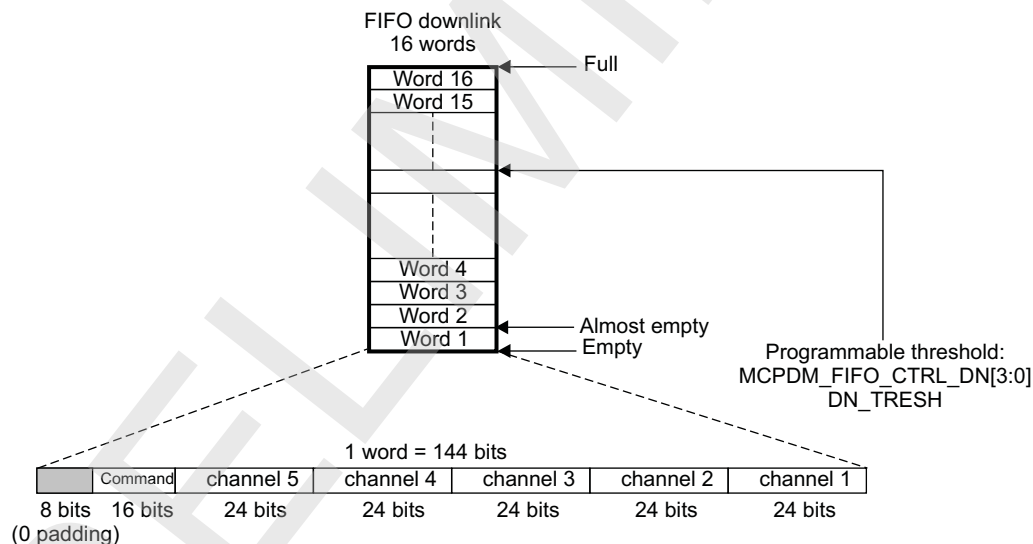 FIFO downlink
16 words
Full
Word 16
Word 15
Word 4
Word 3
Word 2
Almost empty
Word 1
Empty
Programmable threshold:
MCPDM_FIFO_CTRL_DN[3:0]
DN_TRESH
1 word = 144 bits
Command channel 5 channel 4 channel 3 channel 2 channel 1
8 bits 16 bits 24 bits 24 bits 24 bits 24 bits 24 bits
(0 padding)